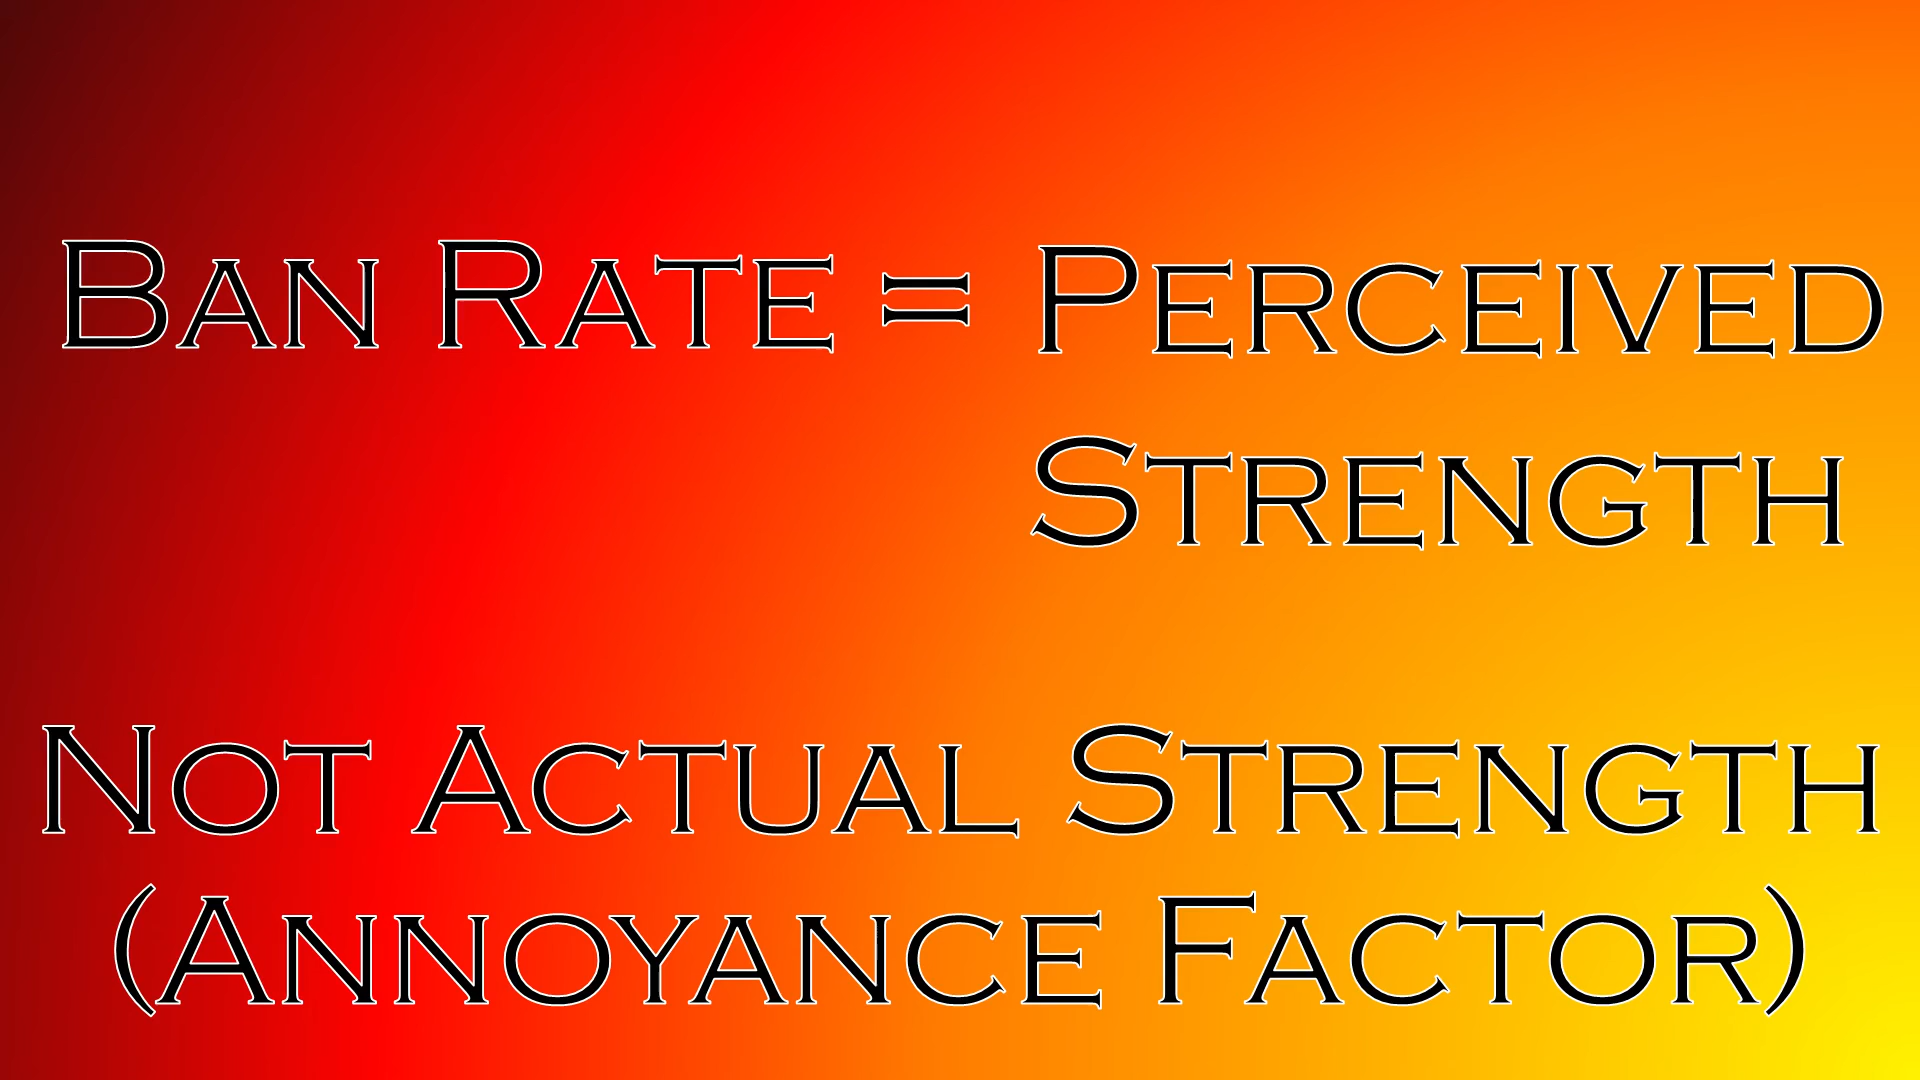 Ban Rate = Perceived
Strength
Not Actual Strength
(Annoyance Factor)